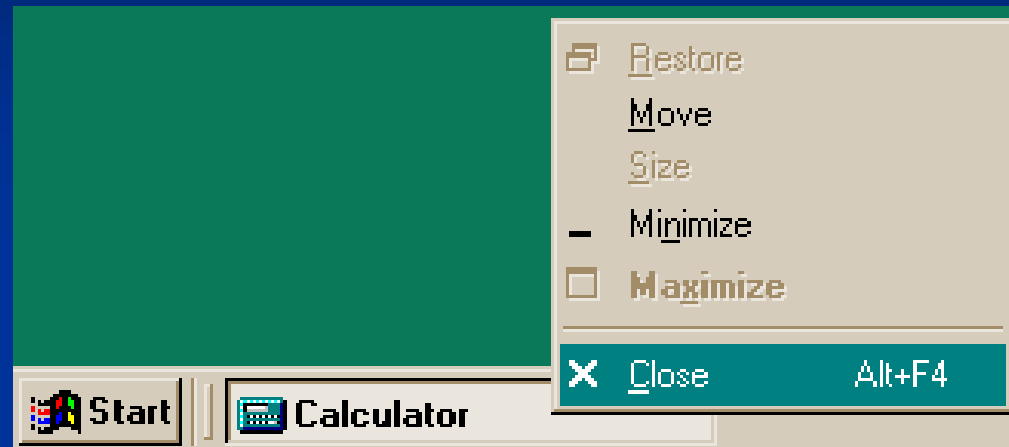 Restore
Move
Size
Minimize
Maximize
Close Alt+F4
Start Calculator